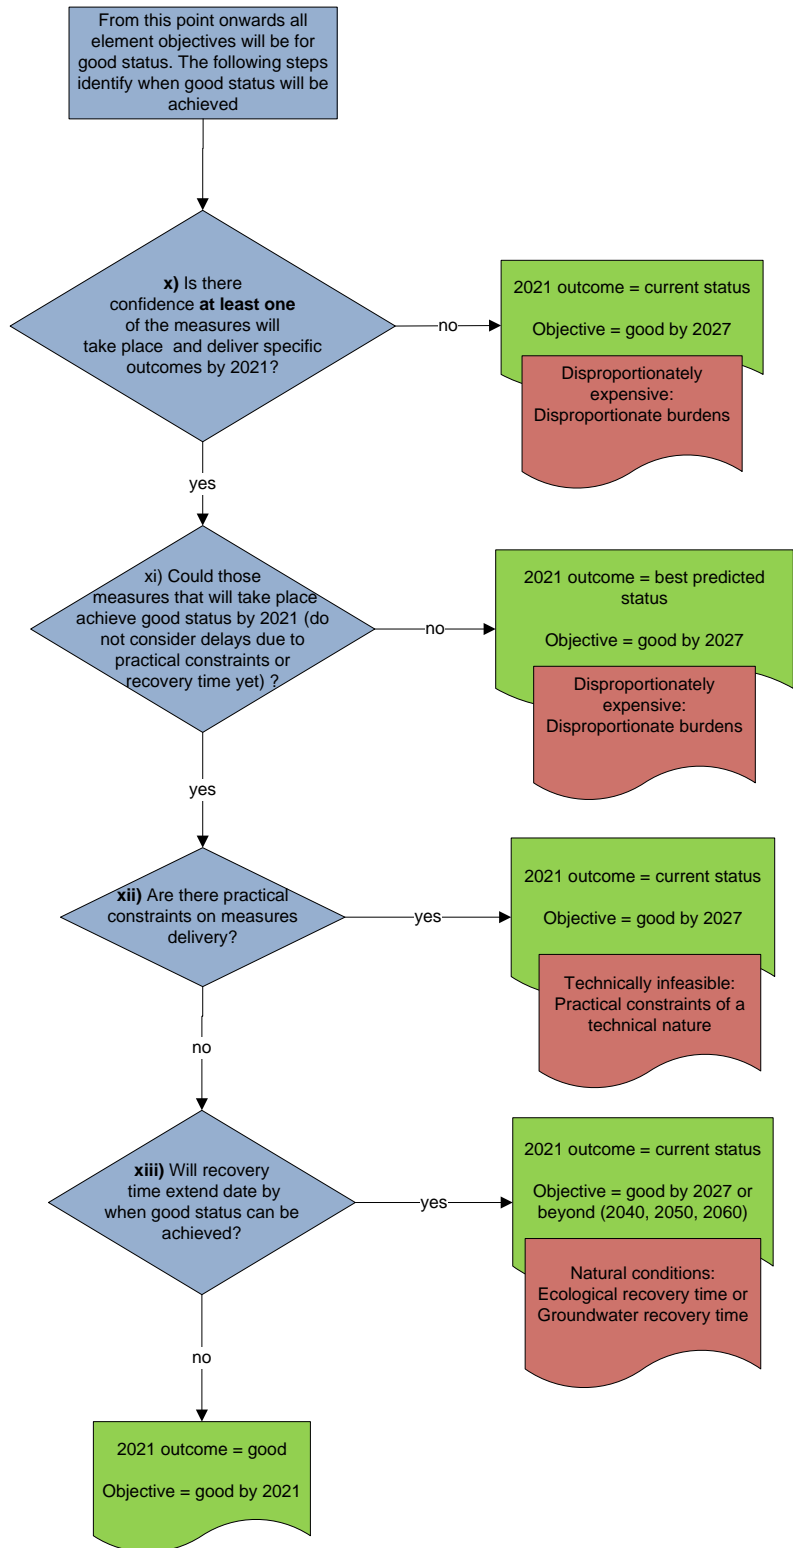 From this point onwards all
element objectives will be for
good status. The following steps
identify when good status will be
achieved
x) Is there
confidence at least one
of the measures will
take place and deliver specific
outcomes by 2021?
no
2021 outcome = current status
Objective = good by 2027
Disproportionately
expensive:
Disproportionate burdens
yes
xi) Could those
measures that will take place
achieve good status by 2021 (do
not consider delays due to
practical constraints or
recovery time yet) ?
no
2021 outcome = best predicted
status
Objective = good by 2027
Disproportionately
expensive:
Disproportionate burdens
yes
xii) Are there practical
constraints on measures
delivery?
yes
2021 outcome = current status
Objective = good by 2027
Technically infeasible:
Practical constraints of a
technical nature
no
xiii) Will recovery
time extend date by
when good status can be
achieved?
yes
2021 outcome = current status
Objective = good by 2027 or
beyond (2040, 2050, 2060)
Natural conditions:
Ecological recovery time or
Groundwater recovery time
no
2021 outcome = good
Objective = good by 2021